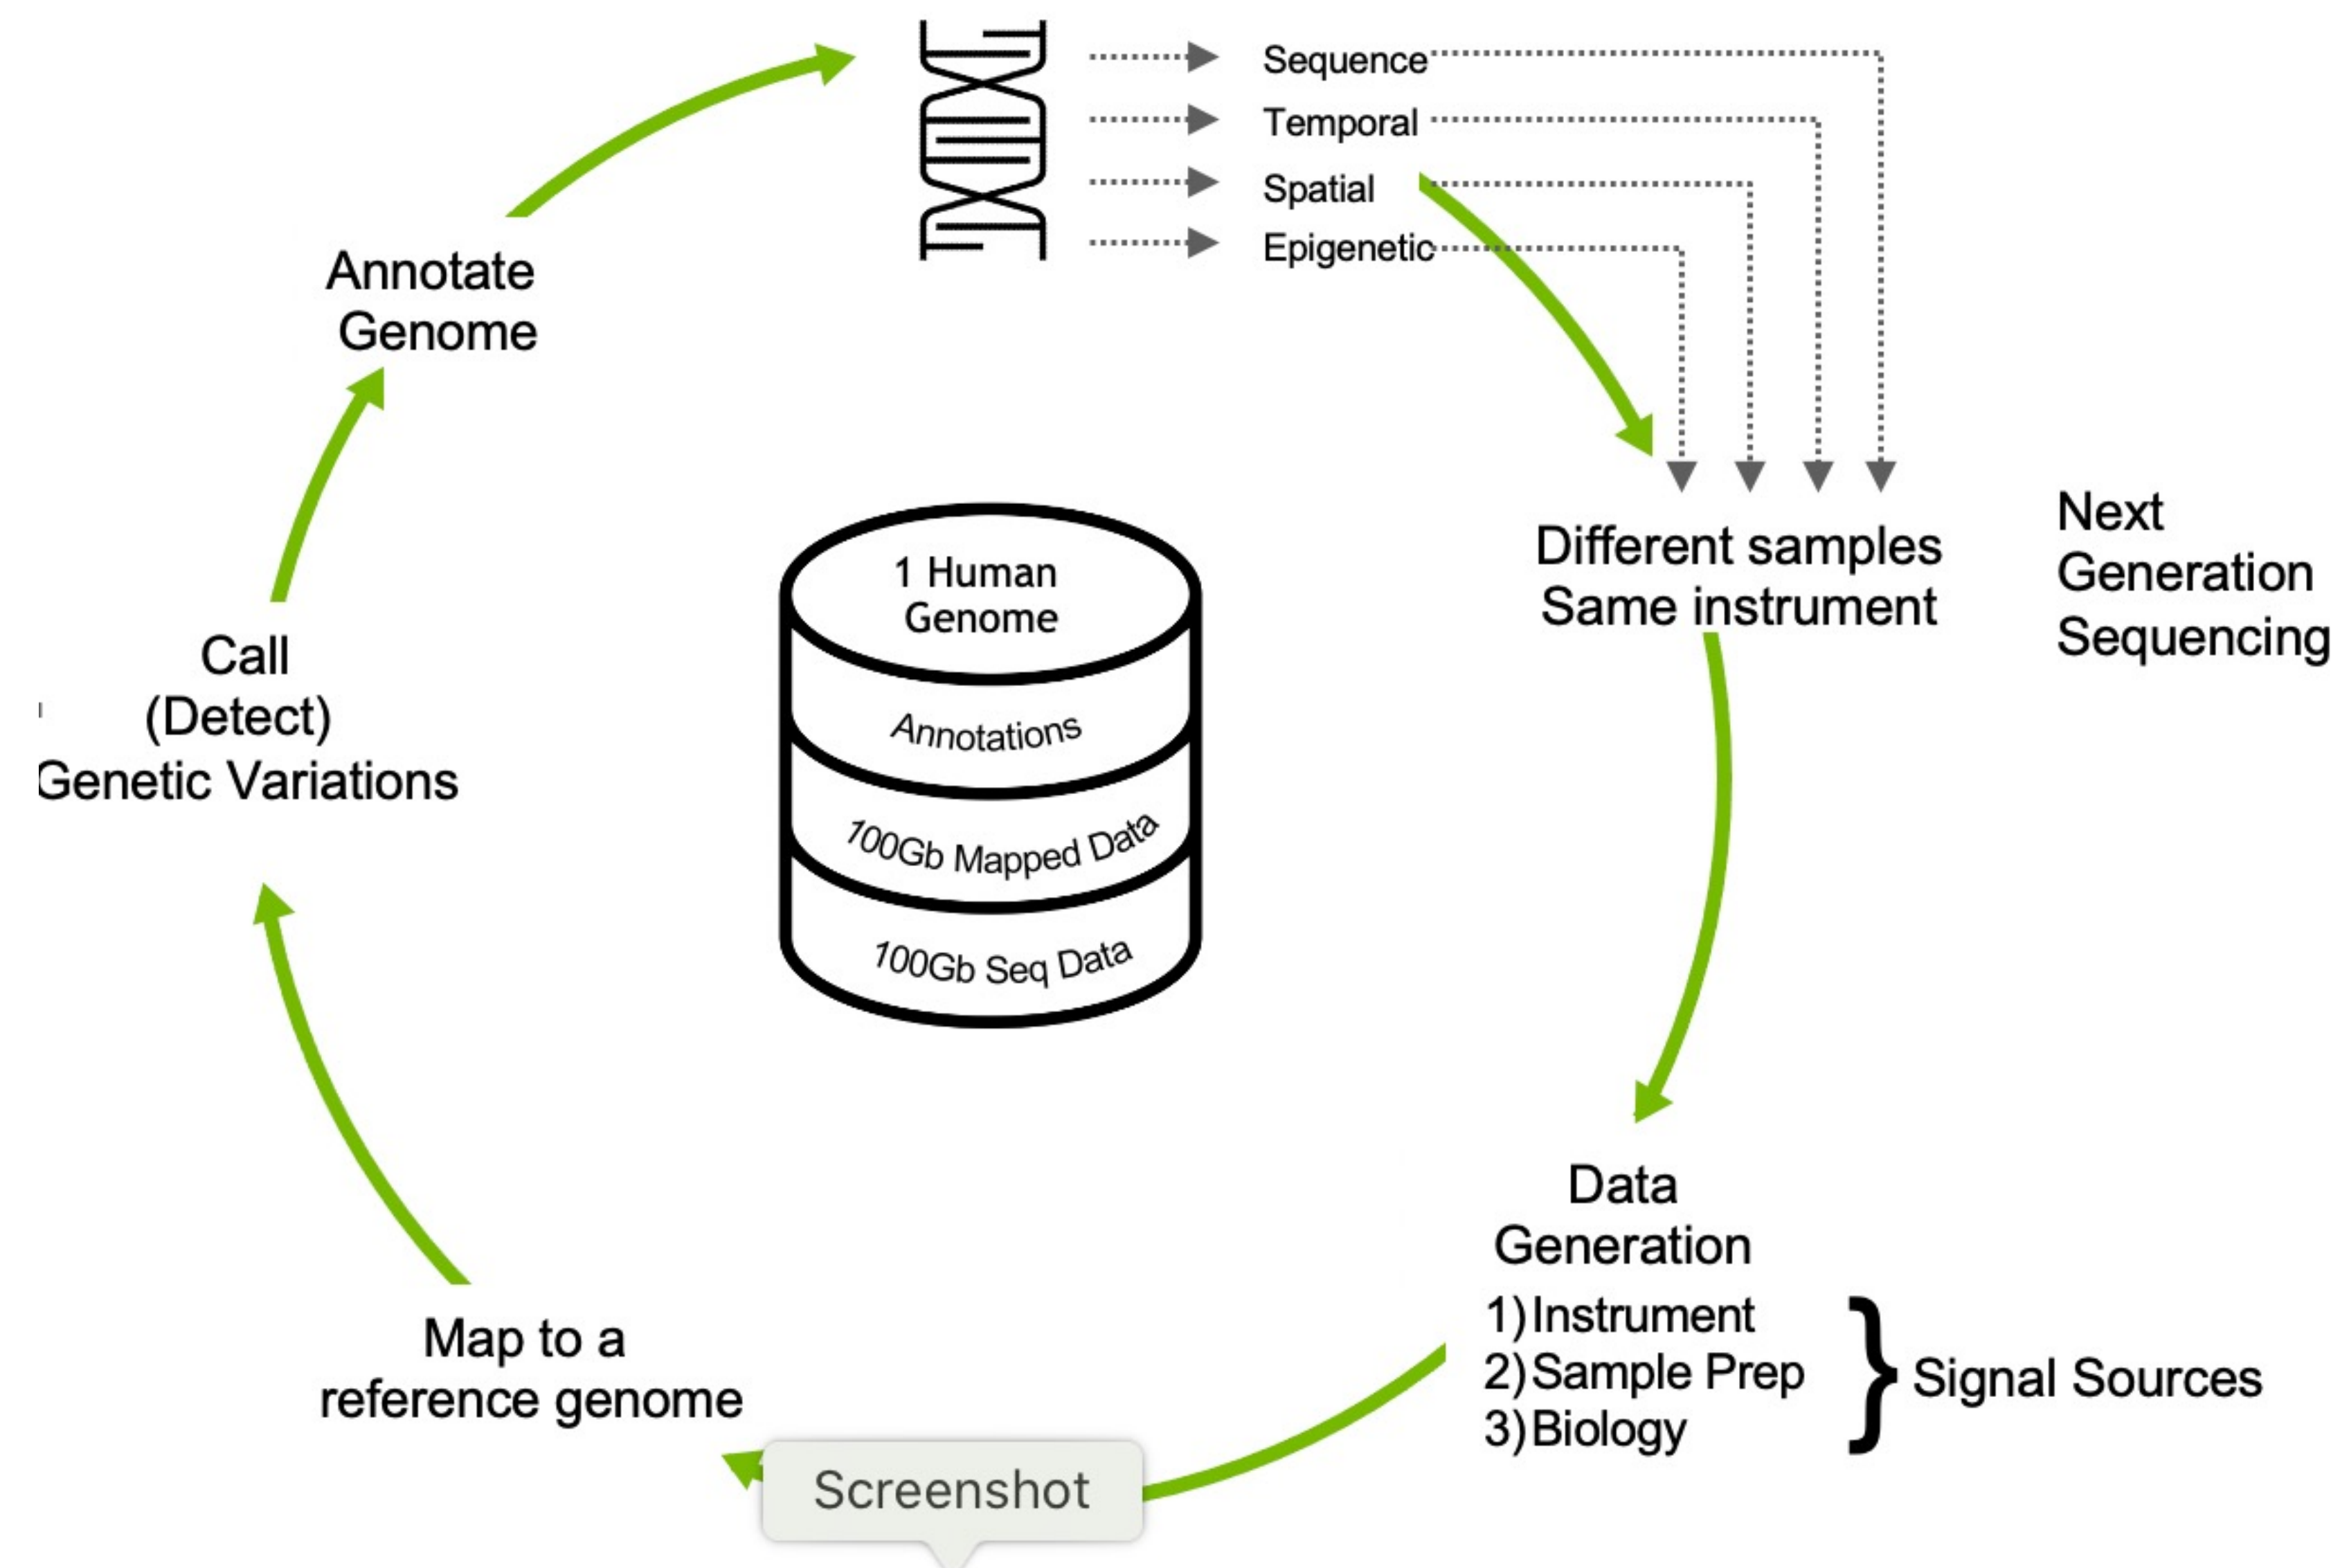 Sequence
Temporal
Spatial
Epigenetic
Annotate
Genome
Different samples
Same instrument
Next
Generation
Sequencing
1 Human
Genome
Annotations
100Gb Mapped Data
100Gb Seq Data
Call
(Detect)
Genetic Variations
Data
Generation
1) Instrument
2) Sample Prep
3) Biology
Signal Sources
Map to a
reference genome
Screenshot